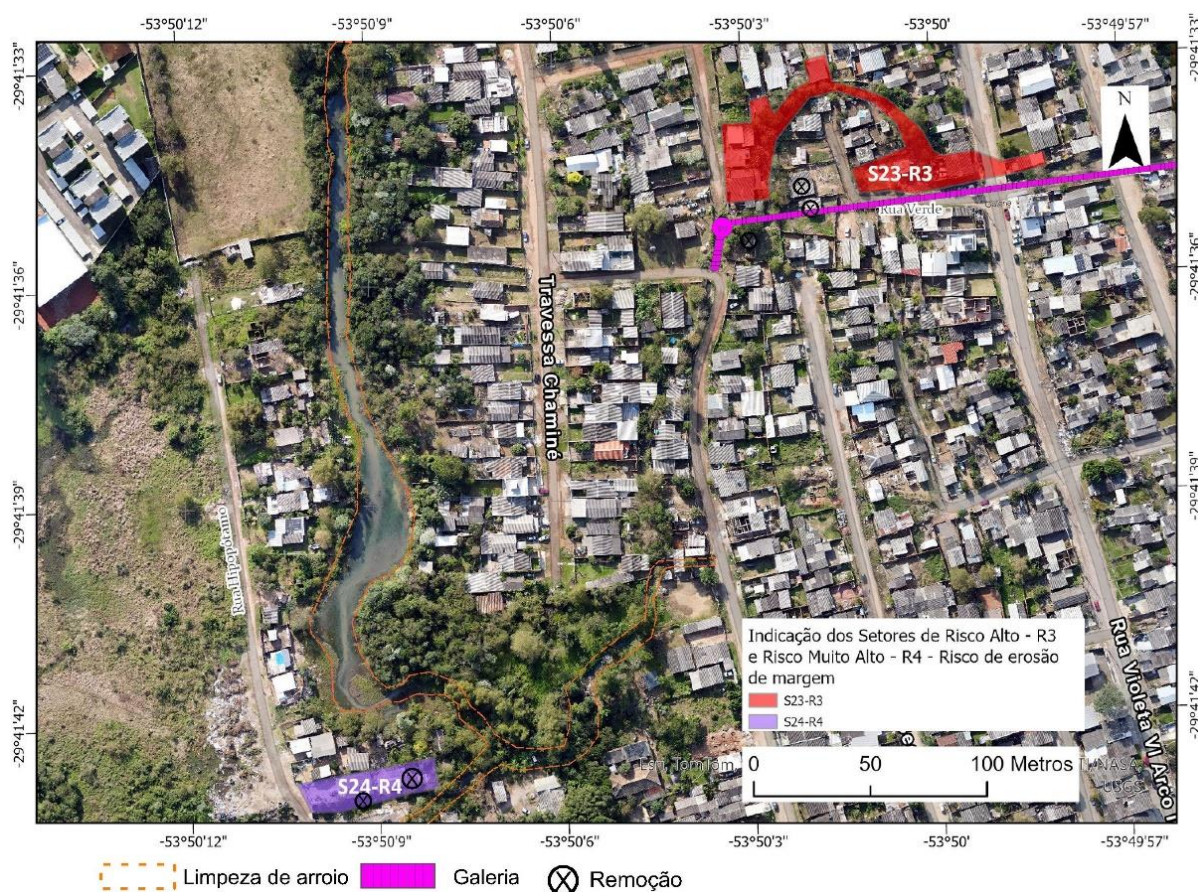 -53°50'12"
-53°50'9"
-53°50'6"
-53°50'3"
-53°50'
-53°49'57"
-29°41'33"
-29°41'33"
N
S23-R3
Rua Verde
-29°41'36"
-29°41'36"
Travessa Chaminé
-29°41'39"
-29°41'39"
Rua Hipopótamo
Indicação dos Setores de Risco Alto - R3
e Risco Muito Alto - R4 - Risco de erosão
de margem
S23-R3
S24-R4
Rua Violeta
-29°41'42"
-29°41'42"
S24-R4
Esri, TomTom
0 50 100 Metros
NASA
USGS
-53°50'12"
-53°50'9"
-53°50'6"
-53°50'3"
-53°50'
-53°49'57"
Limpeza de arroio
Galeria
Remoção